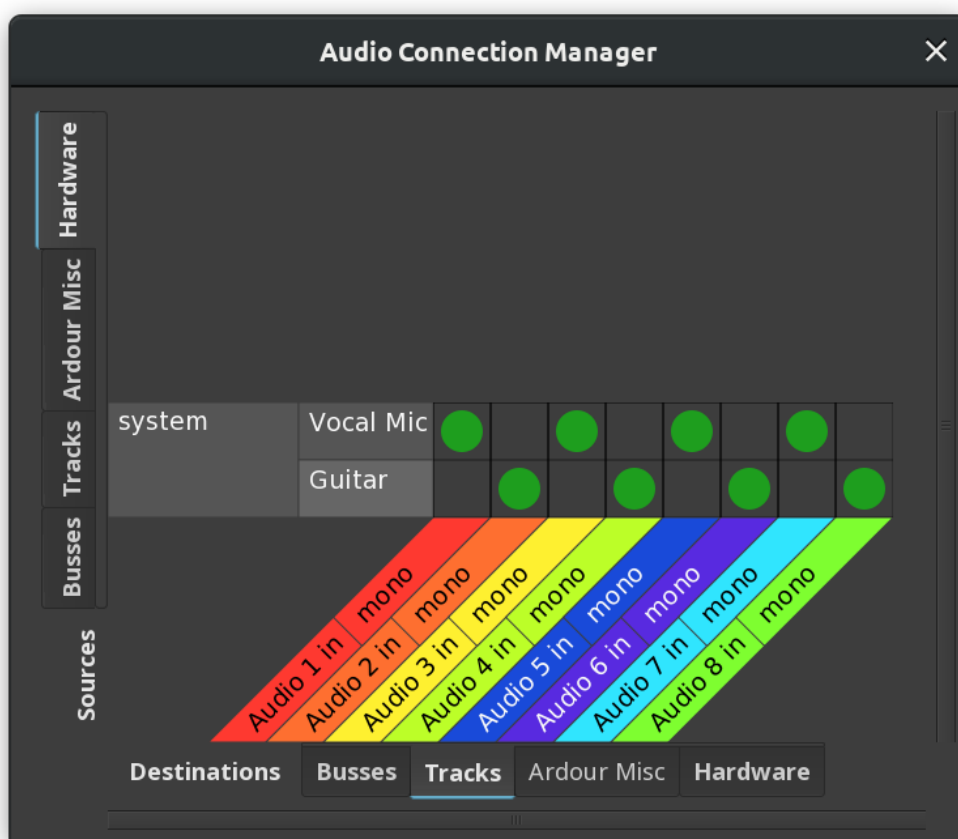 Audio Connection Manager
Hardware
Ardour Misc
Tracks
Busses
Sources
system
Vocal Mic
Guitar
Audio 1 in mono
Audio 2 in mono
Audio 3 in mono
Audio 4 in mono
Audio 5 in mono
Audio 6 in mono
Audio 7 in mono
Audio 8 in mono
Destinations Busses Tracks Ardour Misc Hardware